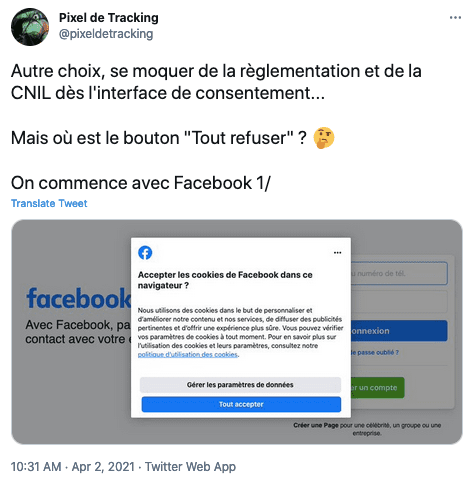 Pixel de Tracking
@pixeldetracking
Autre choix, se moquer de la règlementation et de la
CNIL dès l'interface de consentement...
Mais où est le bouton "Tout refuser" ? 🤔
On commence avec Facebook 1/
Translate Tweet
facebook
Avec Facebook, pa
contact avec votre
Accepter les cookies de Facebook dans ce
navigateur ?
Nous utilisons des cookies dans le but de personnaliser et
d'améliorer notre contenu et nos services, de diffuser des publicités
pertinentes et d'offrir une expérience plus sûre. Vous pouvez vérifier
vos paramètres de cookies à tout moment. Pour en savoir plus sur
l'utilisation des cookies et leurs paramètres, consultez notre
politique d'utilisation des cookies.
Gérer les paramètres de données
Tout accepter
numéro de tél.
onnexion
e passe oublié ?
er un compte
Créer une Page pour une célébrité, un groupe ou une
entreprise.
10:31 AM · Apr 2, 2021 · Twitter Web App